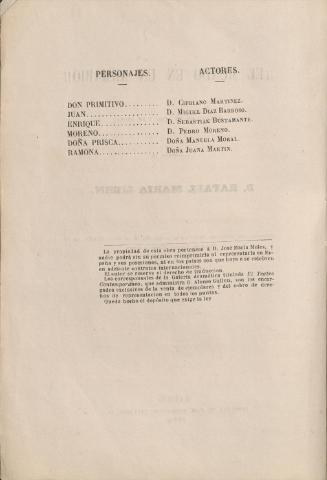 PERSONAJES. ACTORES.
DON PRIMITIVO......... D. CIPRIANO MARTINEZ.
JUAN................... D. MIGUEL DIAZ BARROSO.
ENRIQUE............... D. SEBASTIAN BUSTAMANTE.
MORENO............... D. PEDRO MORENO.
DOÑA PRISCA......... DOÑA MANUELA MORAL.
RAMONA............... DOÑA JUANA MARTIN.
La propiedad de esta obra pertenece á D. José María Moles, y
nadie podrá sin su permiso reimprimirla ni representarla en Es-
paña y sus posesiones, ni en los paises con que haya ó se celebren
en adelante contratos internacionales.
El autor se reserva el derecho de traduccion.
Los corresponsales de la Galería dramática titulada El Teatro
Contemporáneo, que administra D. Alonso Gullon, son los encar-
gados exclusivos de la venta de ejemplares y del cobro de dere-
chos de representacion en todos los puntos.
Queda hecho el depósito que exige la ley